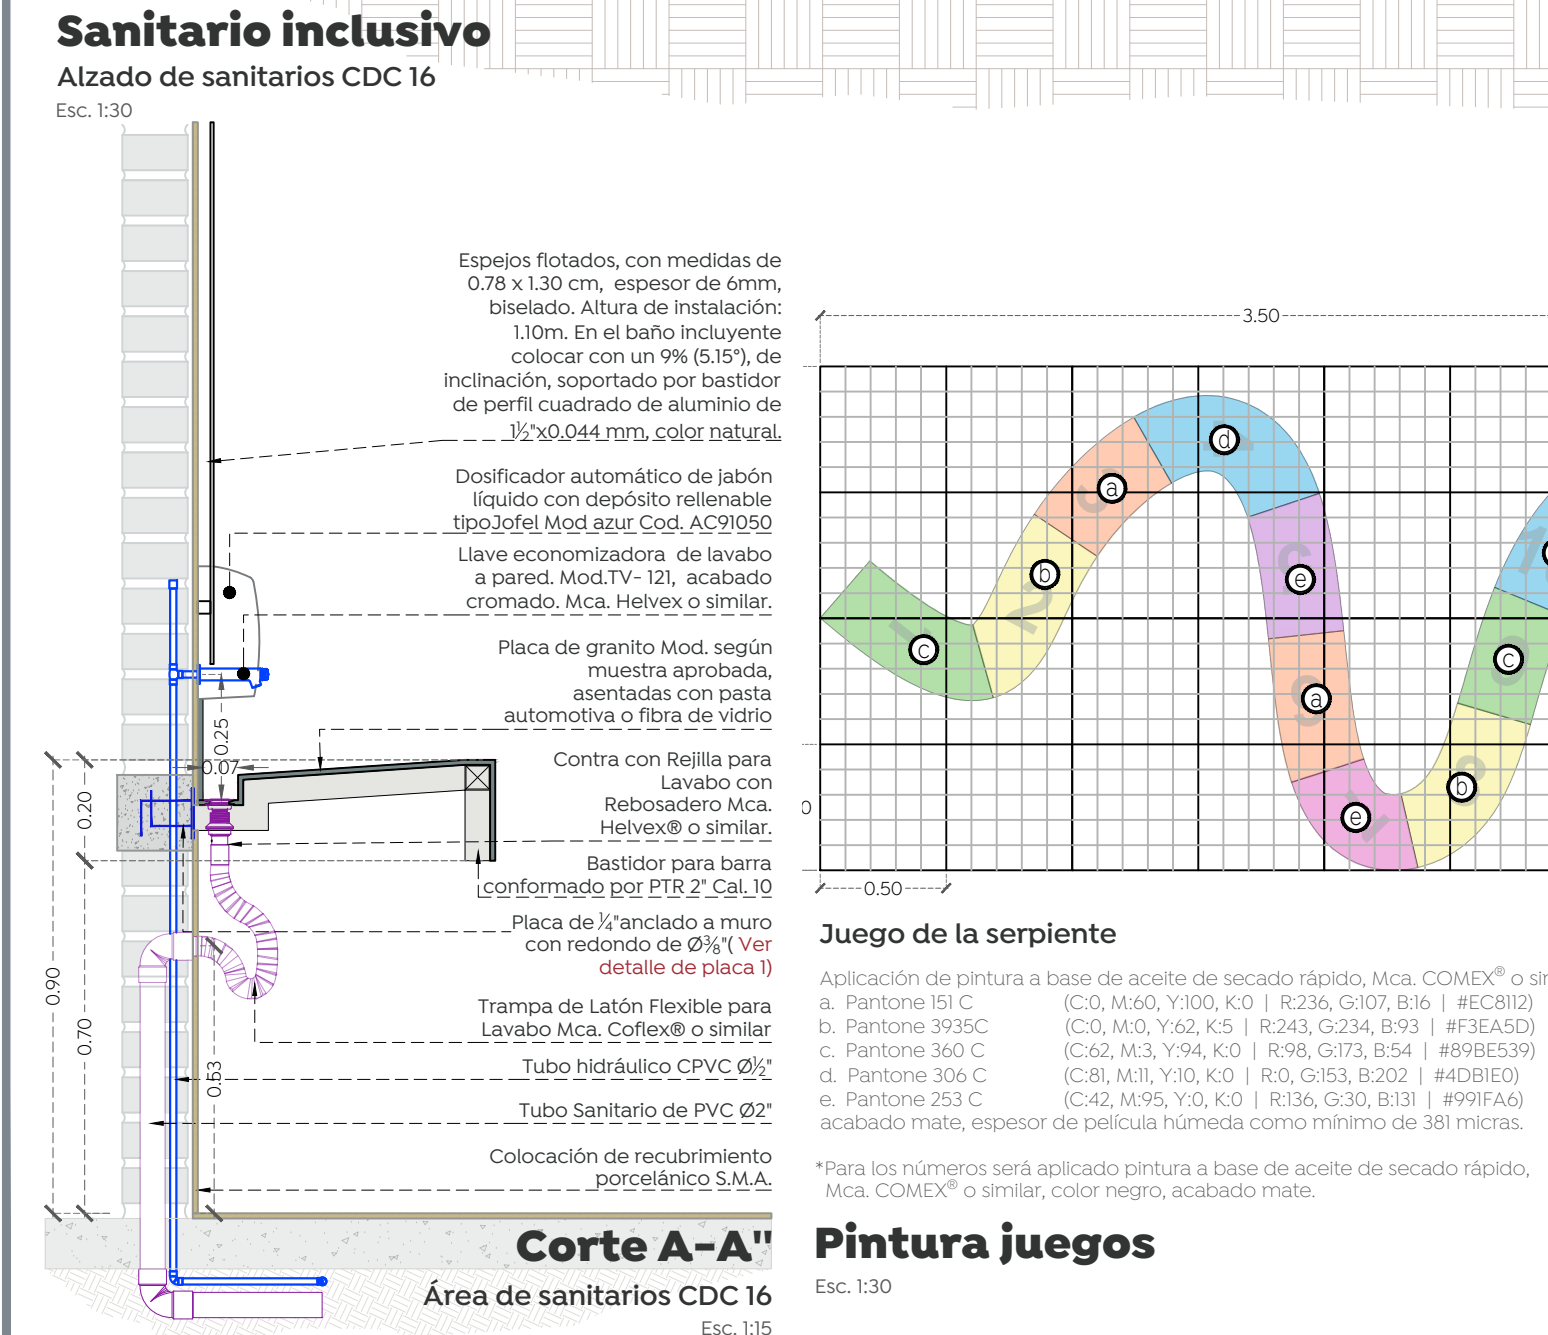 Sanitario inclusivo
Alzado de sanitarios CDC 16
Esc. 1:30
Espejos flotados, con medidas de
0.78 x 1.30 cm, espesor de 6mm,
biselado. Altura de instalación:
1.10m. En el baño incluyente
colocar con un 9% (5.15°), de
inclinación, soportado por bastidor
de perfil cuadrado de aluminio de
1½"x0.044 mm, color natural.
Dosificador automático de jabón
líquido con depósito rellenable
tipoJofel Mod azur Cod. AC91050
Llave economizadora de lavabo
a pared. Mod.TV- 121, acabado
cromado. Mca. Helvex o similar.
Placa de granito Mod. según
muestra aprobada,
asentadas con pasta
automotiva o fibra de vidrio
Contra con Rejilla para
Lavabo con
Rebosadero Mca.
Helvex® o similar.
Bastidor para barra
conformado por PTR 2" Cal. 10
Placa de ¼"anclado a muro
con redondo de Ø⅜"( Ver
detalle de placa 1)
Trampa de Latón Flexible para
Lavabo Mca. Coflex® o similar
Tubo hidráulico CPVC Ø½"
Tubo Sanitario de PVC Ø2"
Colocación de recubrimiento
porcelánico S.M.A.
0.25
0.07
0.20
0.90
0.70
0.53
Corte A-A"
Área de sanitarios CDC 16
Esc. 1:15
3.50
c
1
b
2
a
3
d
e
a
e
b
8
c
0
0.50
Juego de la serpiente
Aplicación de pintura a base de aceite de secado rápido, Mca. COMEX® o sim
a. Pantone 151 C (C:0, M:60, Y:100, K:0 | R:236, G:107, B:16 | #EC8112)
b. Pantone 3935C (C:0, M:0, Y:62, K:5 | R:243, G:234, B:93 | #F3EA5D)
c. Pantone 360 C (C:62, M:3, Y:94, K:0 | R:98, G:173, B:54 | #89BE539)
d. Pantone 306 C (C:81, M:11, Y:10, K:0 | R:0, G:153, B:202 | #4DB1E0)
e. Pantone 253 C (C:42, M:95, Y:0, K:0 | R:136, G:30, B:131 | #991FA6)
acabado mate, espesor de película húmeda como mínimo de 381 micras.
*Para los números será aplicado pintura a base de aceite de secado rápido,
Mca. COMEX® o similar, color negro, acabado mate.
Pintura juegos
Esc. 1:30